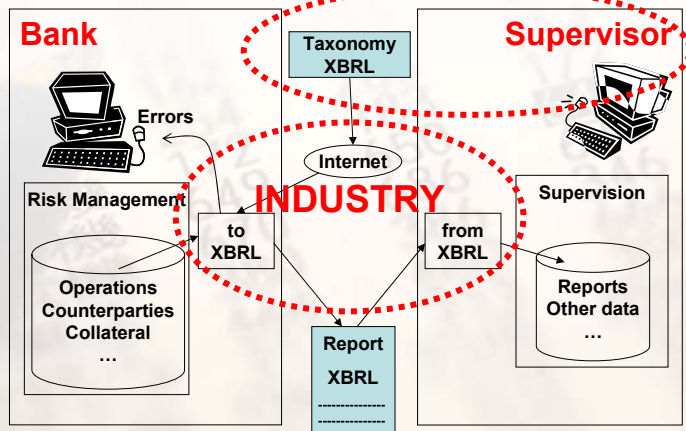 Bank
Supervisor
Taxonomy
XBRL
Errors
Internet
INDUSTRY
Risk Management
Supervision
to
XBRL
from
XBRL
Operations
Counterparties
Collateral
…
Reports
Other data
…
Report
XBRL
----------------
----------------